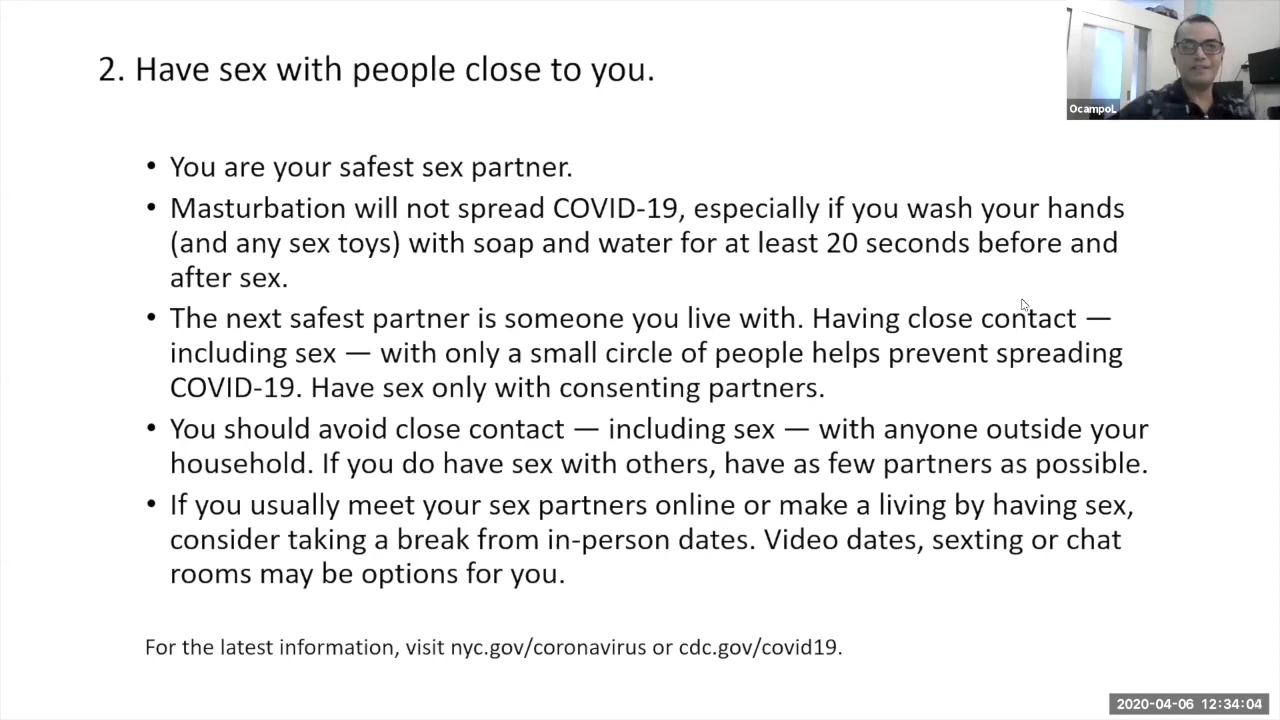 2. Have sex with people close to you.
OcampoL
• You are your safest sex partner.
• Masturbation will not spread COVID-19, especially if you wash your hands
(and any sex toys) with soap and water for at least 20 seconds before and
after sex.
• The next safest partner is someone you live with. Having close contact —
including sex — with only a small circle of people helps prevent spreading
COVID-19. Have sex only with consenting partners.
• You should avoid close contact — including sex — with anyone outside your
household. If you do have sex with others, have as few partners as possible.
• If you usually meet your sex partners online or make a living by having sex,
consider taking a break from in-person dates. Video dates, sexting or chat
rooms may be options for you.
For the latest information, visit nyc.gov/coronavirus or cdc.gov/covid19.
2020-04-06 12:34:04